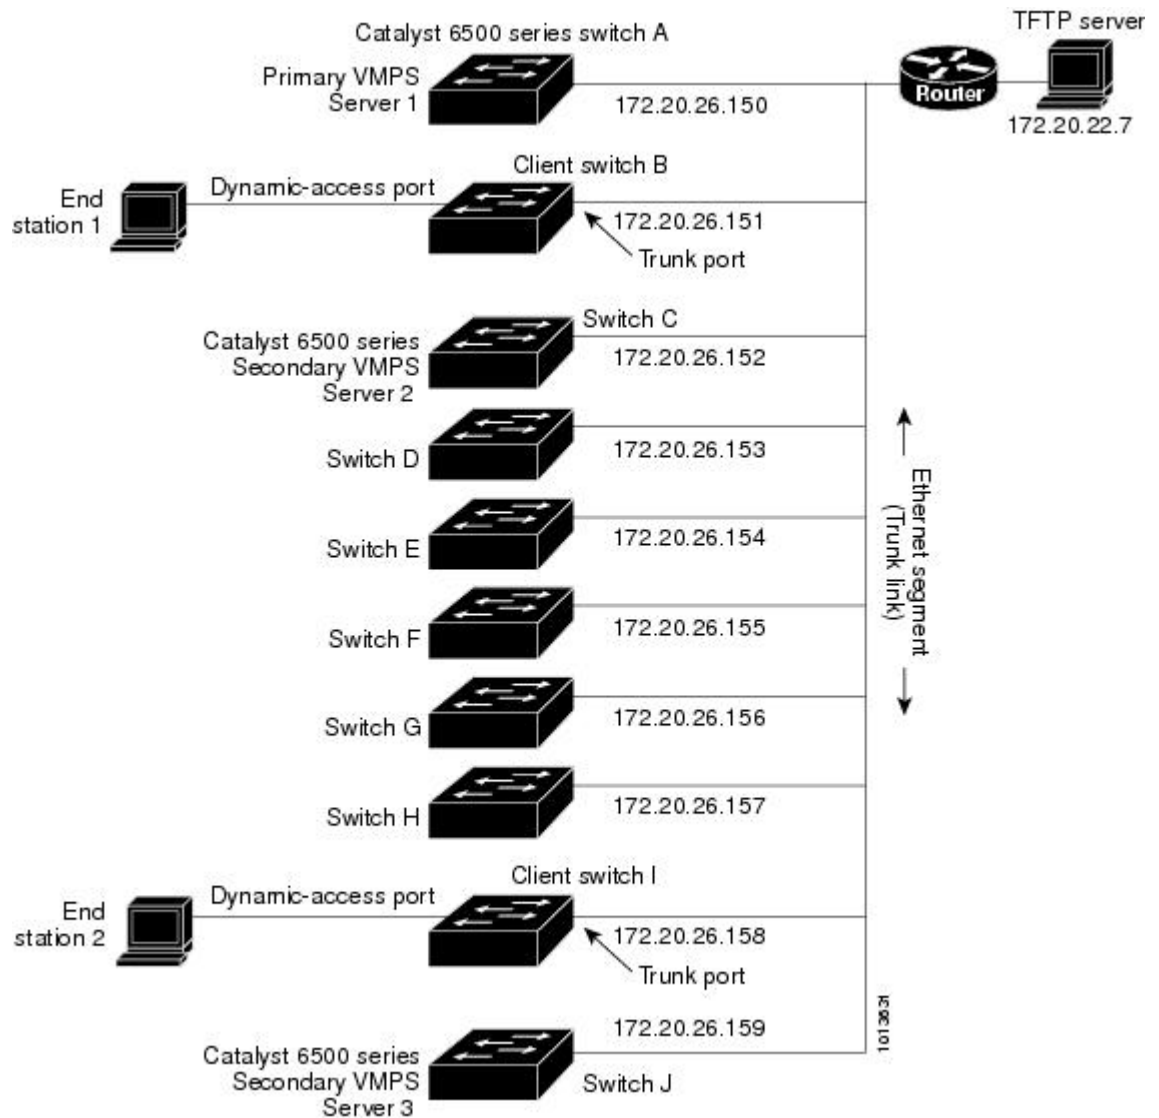 Catalyst 6500 series switch A
TFTP server
Primary VMPS
Server 1
172.20.26.150
Router
172.20.22.7
Client switch B
End
station 1
Dynamic-access port
172.20.26.151
Trunk port
Switch C
Catalyst 6500 series
Secondary VMPS
Server 2
172.20.26.152
Switch D
172.20.26.153
Ethernet segment
(Trunk link)
Switch E
172.20.26.154
Switch F
172.20.26.155
Switch G
172.20.26.156
Switch H
172.20.26.157
Client switch I
End
station 2
Dynamic-access port
172.20.26.158
Trunk port
172.20.26.159
Catalyst 6500 series
Secondary VMPS
Server 3
Switch J